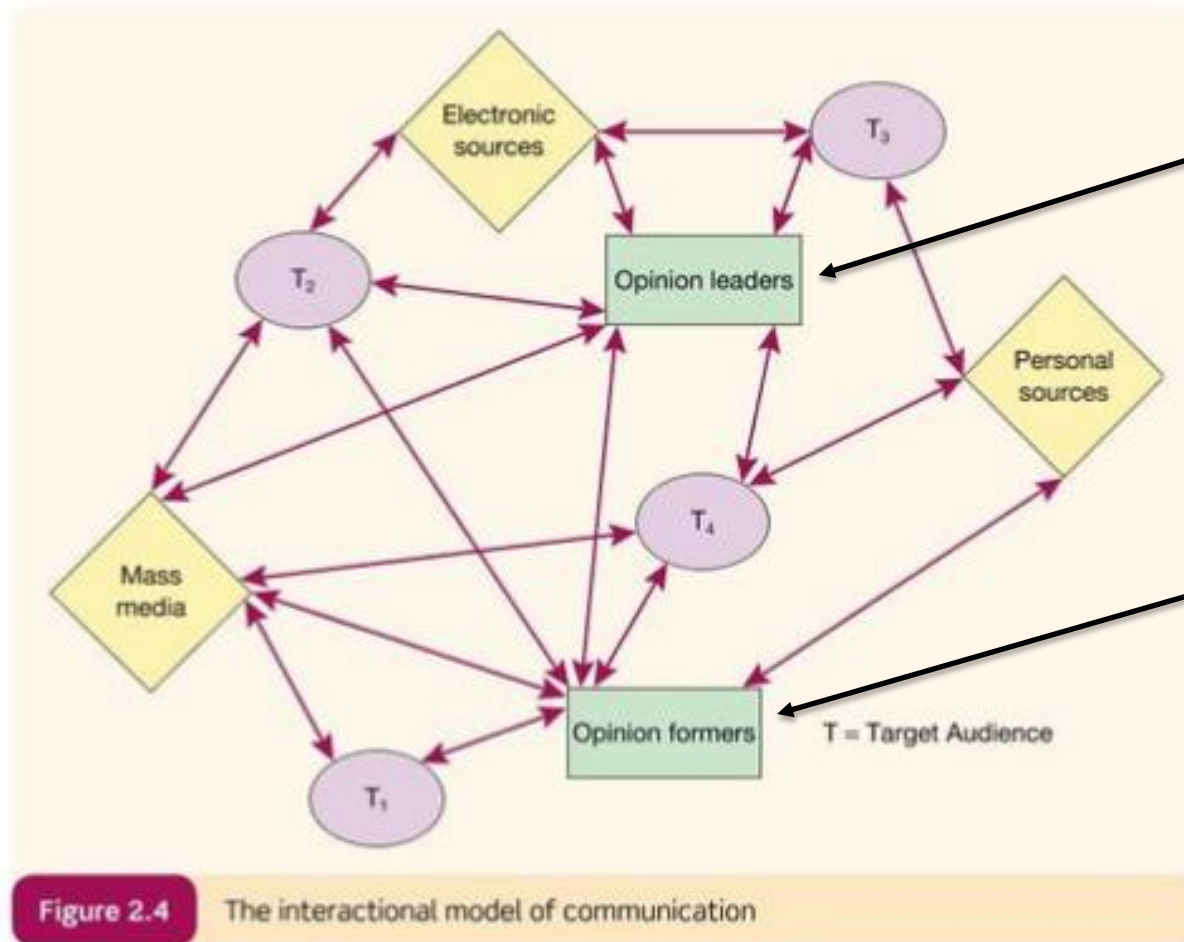 Electronic
sources
T₃
T₂
Opinion leaders
Personal
sources
T₄
Mass
media
Opinion formers
T = Target Audience
T₁
Figure 2.4
The interactional model of communication